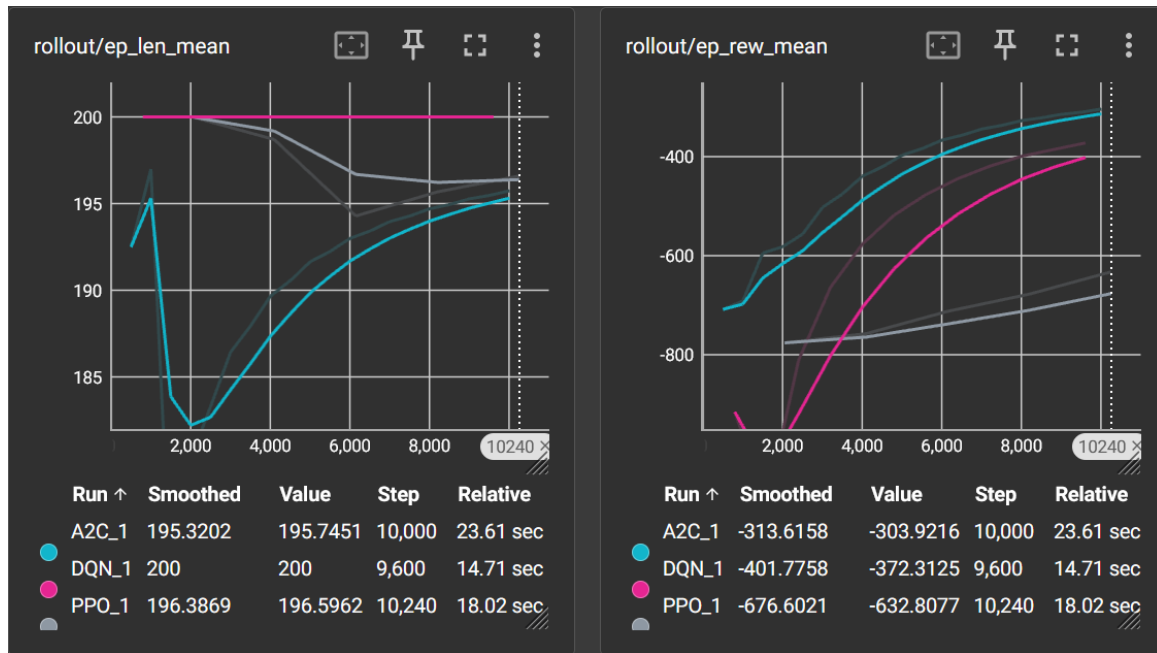 rollout/ep_len_mean
200
195
190
185
2,000 4,000 6,000 8,000 10240 ×
Run ↑ Smoothed Value Step Relative
A2C_1 195.3202 195.7451 10,000 23.61 sec
DQN_1 200 200 9,600 14.71 sec
PPO_1 196.3869 196.5962 10,240 18.02 sec
rollout/ep_rew_mean
-400
-600
-800
2,000 4,000 6,000 8,000 10240 ×
Run ↑ Smoothed Value Step Relative
A2C_1 -313.6158 -303.9216 10,000 23.61 sec
DQN_1 -401.7758 -372.3125 9,600 14.71 sec
PPO_1 -676.6021 -632.8077 10,240 18.02 sec